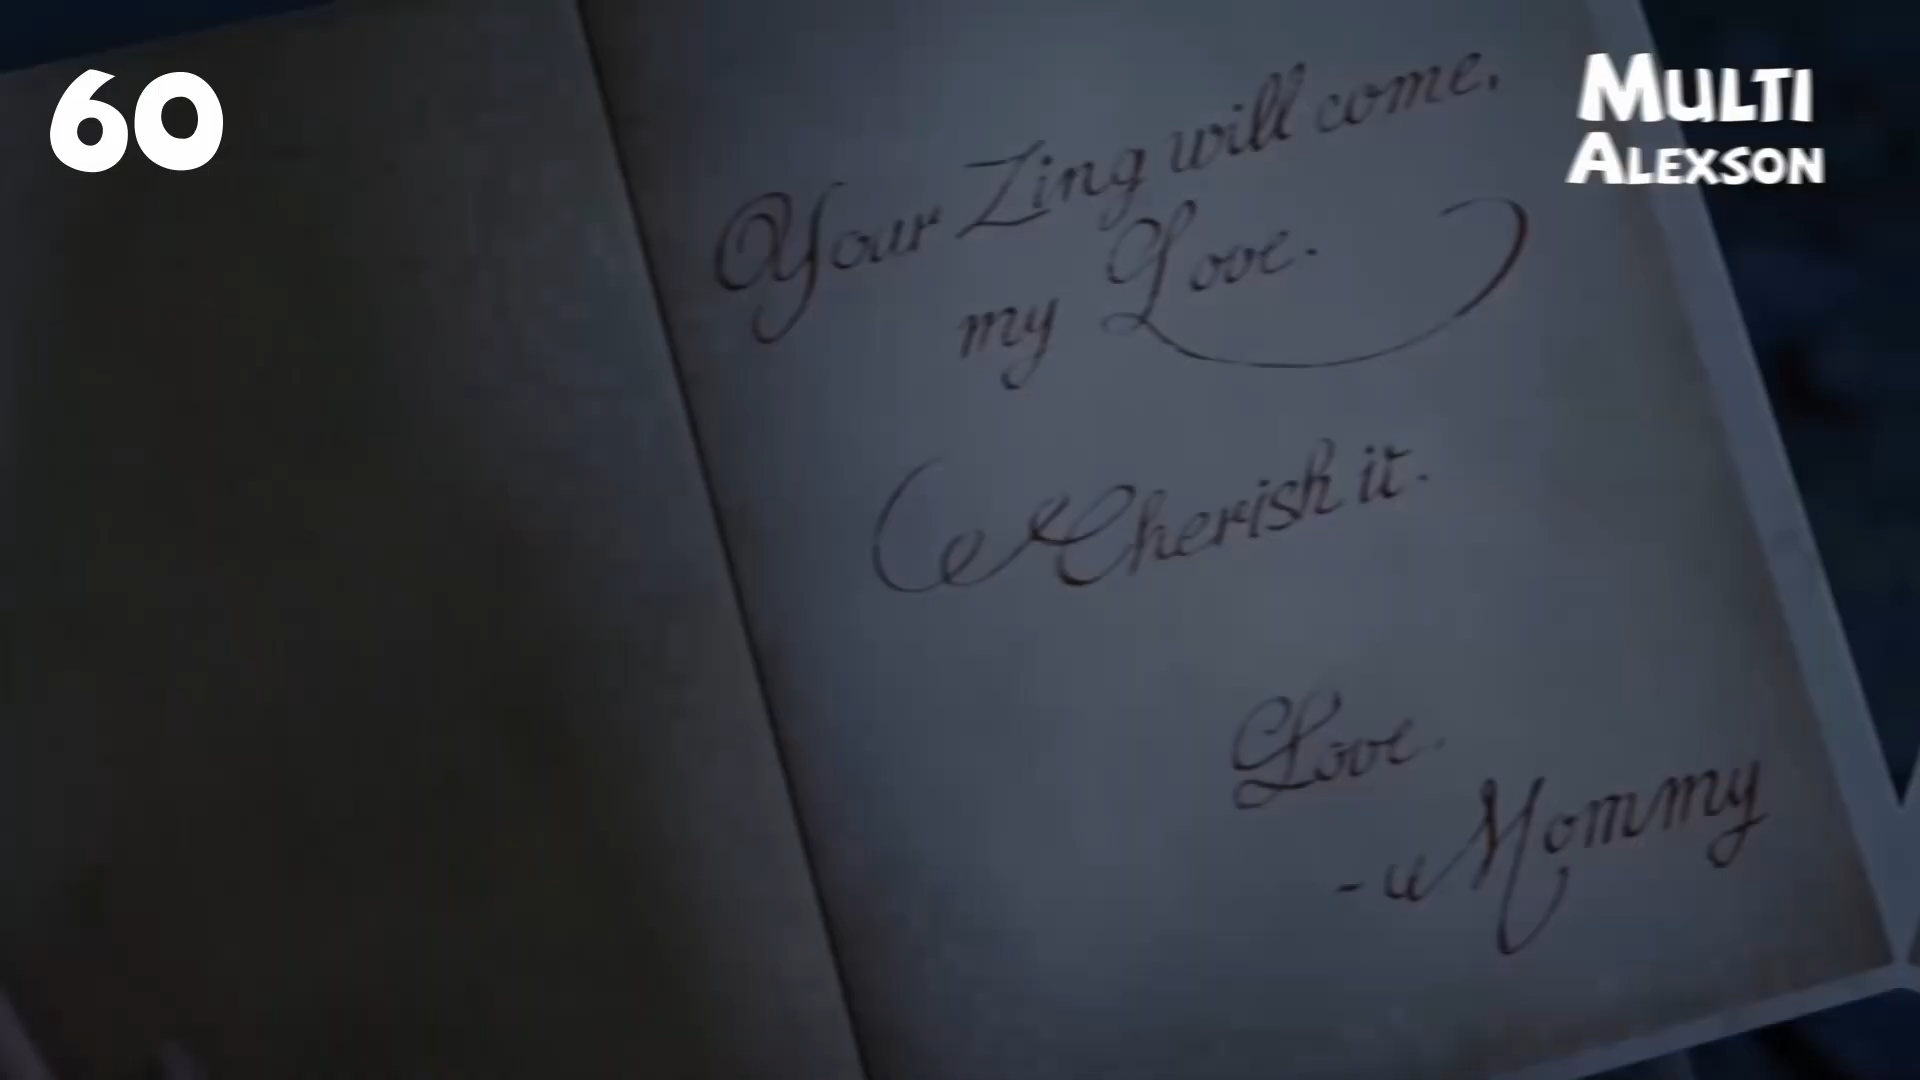 60
MULTI
ALEXSON
Your Zing will come,
my Love.
Cherish it.
Love.
- Mommy